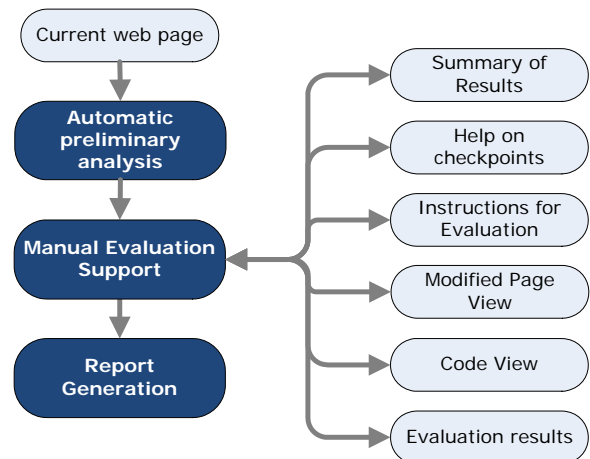 Current web page
Automatic
preliminary
analysis
Manual Evaluation
Support
Report
Generation
Summary of
Results
Help on
checkpoints
Instructions for
Evaluation
Modified Page
View
Code View
Evaluation results